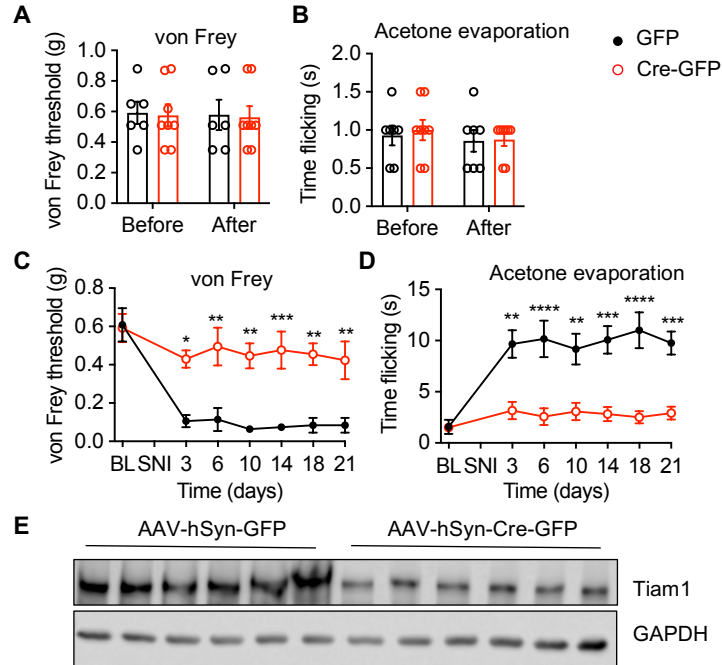 A
von Frey
von Frey threshold (g)
1.0
0.8
0.6
0.4
0.2
0.0
Before After
B
Acetone evaporation
Time flicking (s)
2.0
1.5
1.0
0.5
0.0
Before After
GFP
Cre-GFP
C
von Frey
von Frey threshold (g)
0.8
0.6
0.4
0.2
0.0
* ** ** *** ** **
BL SNI 3 6 10 14 18 21
Time (days)
D
Acetone evaporation
Time flicking (s)
15
10
5
0
** **** ** *** **** ***
BL SNI 3 6 10 14 18 21
Time (days)
E
AAV-hSyn-GFP AAV-hSyn-Cre-GFP
Tiam1
GAPDH